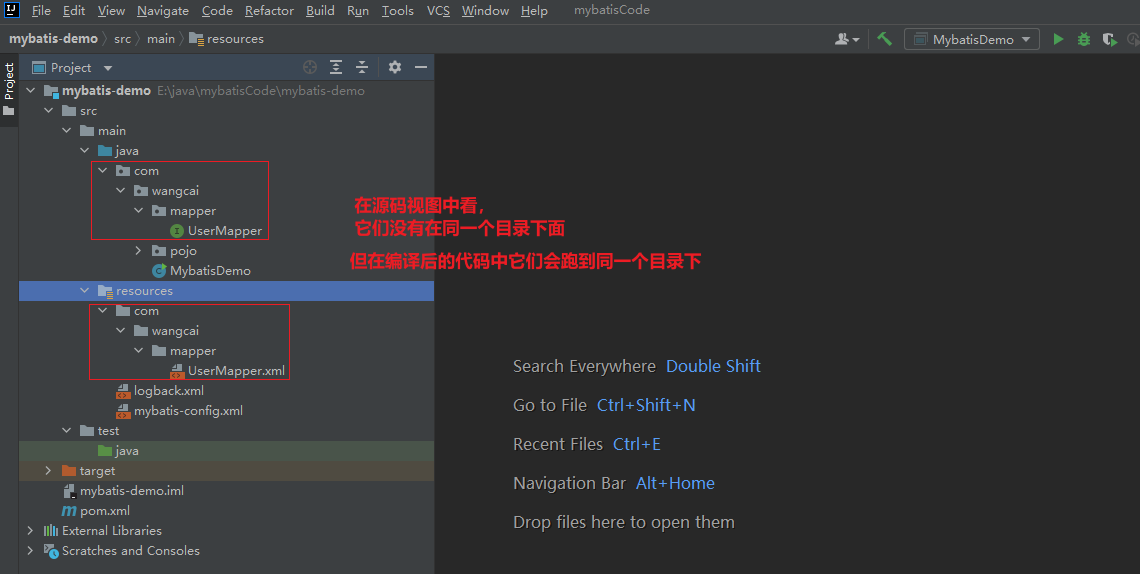 IJ File Edit View Navigate Code Refactor Build Run Tools VCS Window Help mybatisCode
mybatis-demo src main resources MybatisDemo
Project
Project
mybatis-demo E:\java\mybatisCode\mybatis-demo
src
main
java
com
wangcai
mapper
I UserMapper
pojo
C MybatisDemo
resources
com
wangcai
mapper
UserMapper.xml
logback.xml
mybatis-config.xml
test
java
target
mybatis-demo.iml
m pom.xml
External Libraries
Scratches and Consoles
在源码视图中看，
它们没有在同一个目录下面
但在编译后的代码中它们会跑到同一个目录下
Search Everywhere Double Shift
Go to File Ctrl+Shift+N
Recent Files Ctrl+E
Navigation Bar Alt+Home
Drop files here to open them